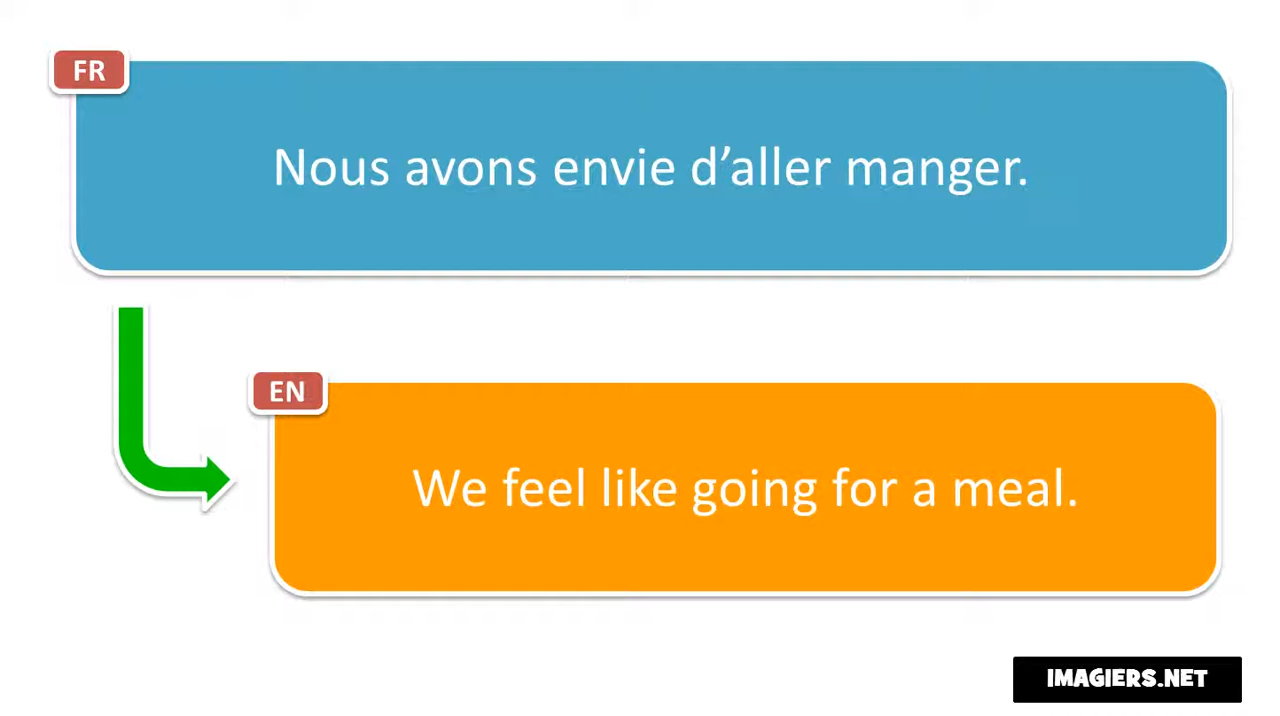 FR
Nous avons envie d’aller manger.
EN
We feel like going for a meal.
IMAGIERS.NET